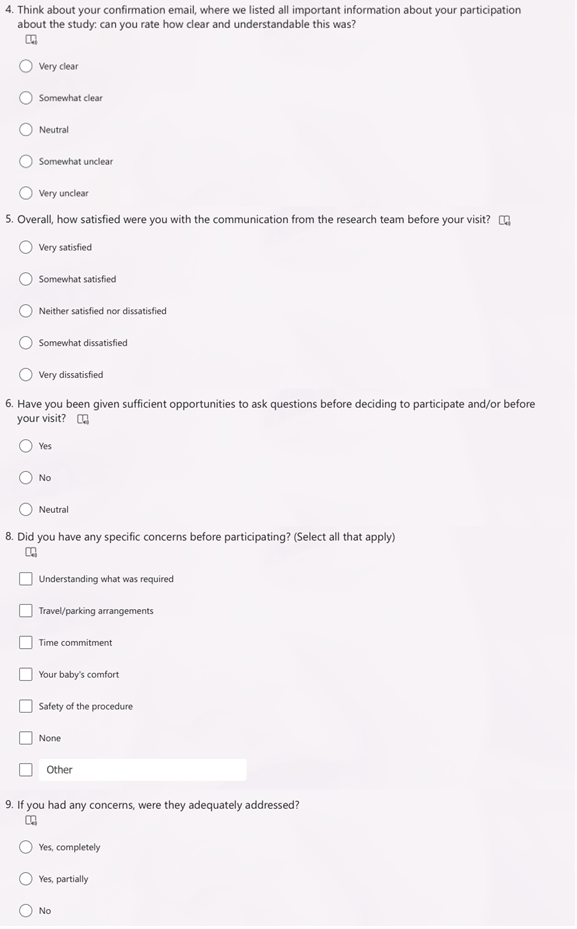 4. Think about your confirmation email, where we listed all important information about your participation
about the study: can you rate how clear and understandable this was?
Very clear
Somewhat clear
Neutral
Somewhat unclear
Very unclear
5. Overall, how satisfied were you with the communication from the research team before your visit?
Very satisfied
Somewhat satisfied
Neither satisfied nor dissatisfied
Somewhat dissatisfied
Very dissatisfied
6. Have you been given sufficient opportunities to ask questions before deciding to participate and/or before
your visit?
Yes
No
Neutral
8. Did you have any specific concerns before participating? (Select all that apply)
Understanding what was required
Travel/parking arrangements
Time commitment
Your baby's comfort
Safety of the procedure
None
Other
9. If you had any concerns, were they adequately addressed?
Yes, completely
Yes, partially
No